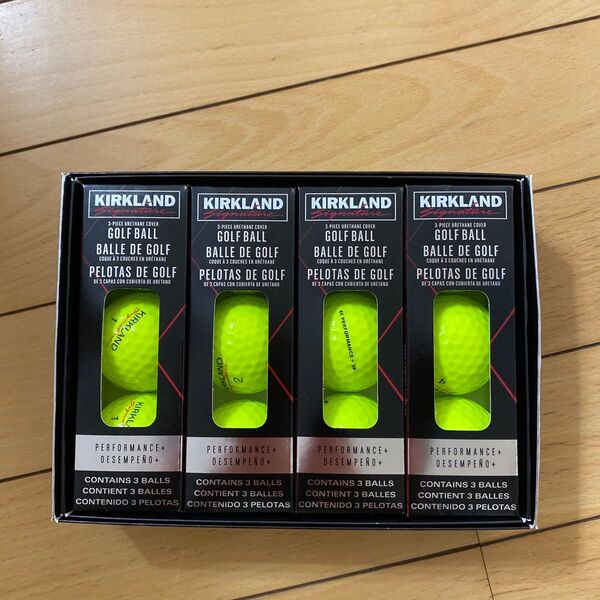 KIRKLAND
Signature
3-PIECE URETHANE COVER
GOLF BALL
BALLE DE GOLF
COQUE À 3 COUCHES EN URÉTHANE
PELOTAS DE GOLF
DE 3 CAPAS CON CUBIERTA DE URETANO
KIRKLAND
1
KIRKL
1
PERFORMANCE+
DESEMPEÑO+
CONTAINS 3 BALLS
CONTIENT 3 BALLES
CONTENIDO 3 PELOTAS
KIRKLAND
Signature
3-PIECE URETHANE COVER
GOLF BALL
BALLE DE GOLF
COQUE À 3 COUCHES EN URÉTHANE
PELOTAS DE GOLF
DE 3 CAPAS CON CUBIERTA DE URETANO
KLAND
2
PERFORMANCE+
DESEMPEÑO+
CONTAINS 3 BALLS
CONTIENT 3 BALLES
CONTENIDO 3 PELOTAS
KIRKLAND
Signature
3-PIECE URETHANE COVER
GOLF BALL
BALLE DE GOLF
COQUE À 3 COUCHES EN URÉTHANE
PELOTAS DE GOLF
DE 3 CAPAS CON CUBIERTA DE URETANO
« PERFORMANCE+ »
PERFORMANCE+
DESEMPEÑO+
CONTAINS 3 BALLS
CONTIENT 3 BALLES
CONTENIDO 3 PELOTAS
KIRKLAND
Signature
3-PIECE URETHANE COVER
GOLF BALL
BALLE DE GOLF
COQUE À 3 COUCHES EN URÉTHANE
PELOTAS DE GOLF
DE 3 CAPAS CON CUBIERTA DE URETANO
PERFORMANCE+
DESEMPEÑO+
CONTAINS 3 BALLS
CONTIENT 3 BALLES
CONTENIDO 3 PELOTAS